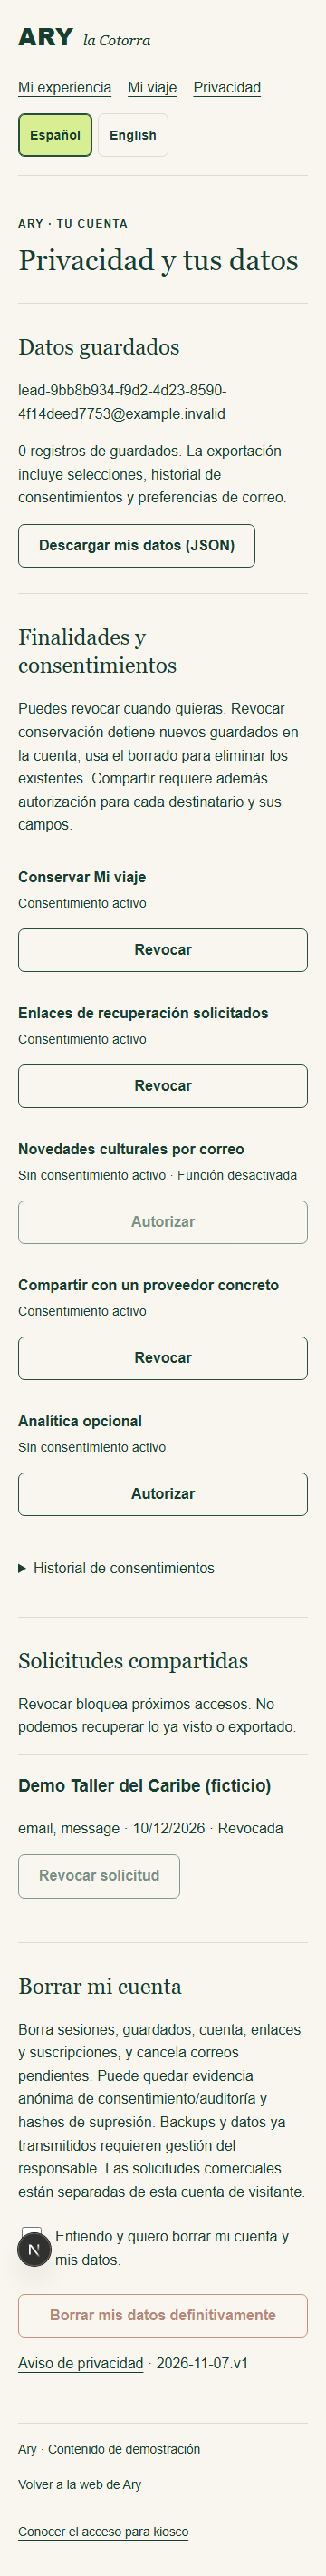 ARY la Cotorra
Mi experiencia Mi viaje Privacidad
Español English
ARY · TU CUENTA
Privacidad y tus datos
Datos guardados
lead-9bb8b934-f9d2-4d23-8590-
4f14deed7753@example.invalid
0 registros de guardados. La exportación
incluye selecciones, historial de
consentimientos y preferencias de correo.
Descargar mis datos (JSON)
Finalidades y
consentimientos
Puedes revocar cuando quieras. Revocar
conservación detiene nuevos guardados en
la cuenta; usa el borrado para eliminar los
existentes. Compartir requiere además
autorización para cada destinatario y sus
campos.
Conservar Mi viaje
Consentimiento activo
Revocar
Enlaces de recuperación solicitados
Consentimiento activo
Revocar
Novedades culturales por correo
Sin consentimiento activo · Función desactivada
Autorizar
Compartir con un proveedor concreto
Consentimiento activo
Revocar
Analítica opcional
Sin consentimiento activo
Autorizar
Historial de consentimientos
Solicitudes compartidas
Revocar bloquea próximos accesos. No
podemos recuperar lo ya visto o exportado.
Demo Taller del Caribe (ficticio)
email, message · 10/12/2026 · Revocada
Revocar solicitud
Borrar mi cuenta
Borra sesiones, guardados, cuenta, enlaces
y suscripciones, y cancela correos
pendientes. Puede quedar evidencia
anónima de consentimiento/auditoría y
hashes de supresión. Backups y datos ya
transmitidos requieren gestión del
responsable. Las solicitudes comerciales
están separadas de esta cuenta de visitante.
Entiendo y quiero borrar mi cuenta y
mis datos.
N
Borrar mis datos definitivamente
Aviso de privacidad · 2026-11-07.v1
Ary · Contenido de demostración
Volver a la web de Ary
Conocer el acceso para kiosco